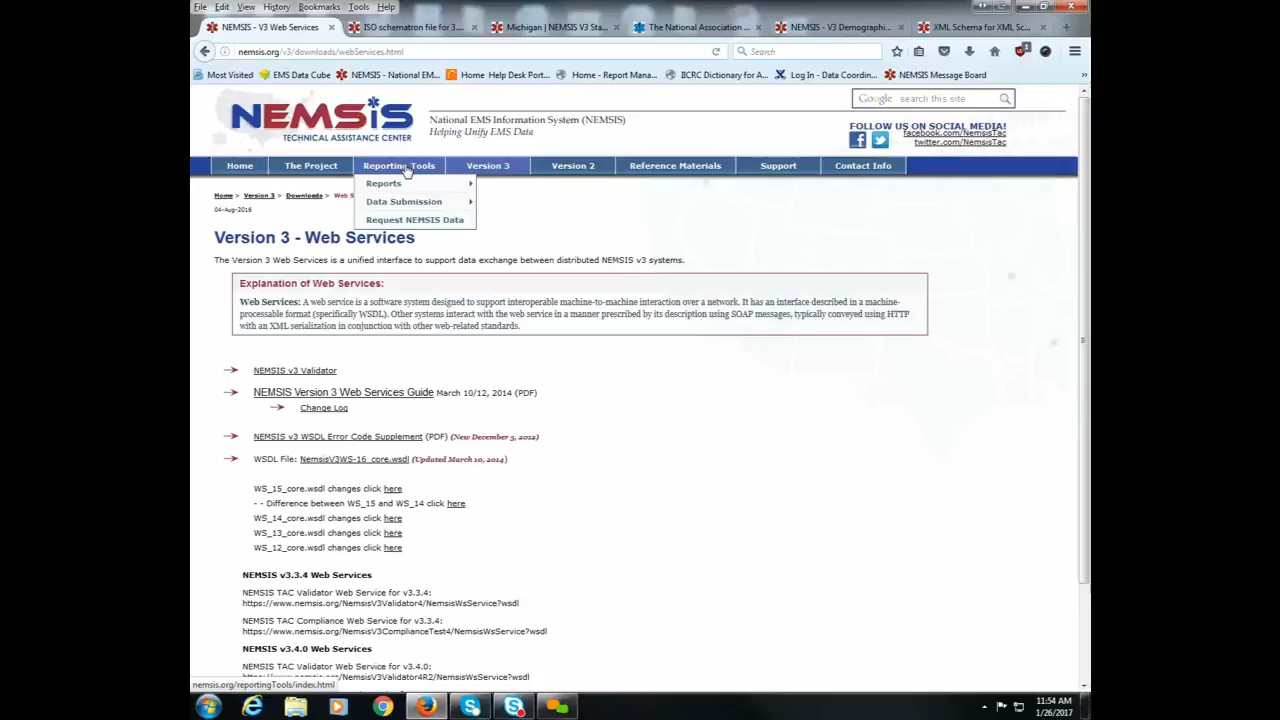 File Edit View History Bookmarks Tools Help
NEMSIS - V3 Web Services × ISO schematron file for 3.... × Michigan | NEMSIS V3 Sta... × The National Association ... × NEMSIS - V3 Demographi... × XML Schema for XML Sc... × +
nemsis.org/v3/downloads/webServices.html Search 1
Most Visited EMS Data Cube NEMSIS - National EM... Home Help Desk Port... Home - Report Mana... IICRC Dictionary for A... Log In - Data Coordin... NEMSIS Message Board »
Google search this site
NEMSIS
TECHNICAL ASSISTANCE CENTER
National EMS Information System (NEMSIS)
Helping Unify EMS Data
FOLLOW US ON SOCIAL MEDIA!
facebook.com/NemsisTac
twitter.com/NemsisTac
Home The Project Reporting Tools Version 3 Version 2 Reference Materials Support Contact Info
Reports
Data Submission
Request NEMSIS Data
Home > Version 3 > Downloads > Web S
04-Aug-2016
Version 3 - Web Services
The Version 3 Web Services is a unified interface to support data exchange between distributed NEMSIS v3 systems.
Explanation of Web Services:
Web Services: A web service is a software system designed to support interoperable machine-to-machine interaction over a network. It has an interface described in a machine-
processable format (specifically WSDL). Other systems interact with the web service in a manner prescribed by its description using SOAP messages, typically conveyed using HTTP
with an XML serialization in conjunction with other web-related standards.
NEMSIS v3 Validator
NEMSIS Version 3 Web Services Guide March 10/12, 2014 (PDF)
Change Log
NEMSIS v3 WSDL Error Code Supplement (PDF) (New December 5, 2012)
WSDL File: NemsisV3WS-16_core.wsdl (Updated March 10, 2014)
WS_15_core.wsdl changes click here
- - Difference between WS_15 and WS_14 click here
WS_14_core.wsdl changes click here
WS_13_core.wsdl changes click here
WS_12_core.wsdl changes click here
NEMSIS v3.3.4 Web Services
NEMSIS TAC Validator Web Service for v3.3.4:
https://www.nemsis.org/NemsisV3Validator4/NemsisWsService?wsdl
NEMSIS TAC Compliance Web Service for v3.3.4:
https://www.nemsis.org/NemsisV3ComplianceTest4/NemsisWsService?wsdl
NEMSIS v3.4.0 Web Services
NEMSIS TAC Validator Web Service for v3.4.0:
https://www.nemsis.org/NemsisV3Validator4R2/NemsisWsService?wsdl
nemsis.org/reportingTools/index.html
11:54 AM
1/26/2017